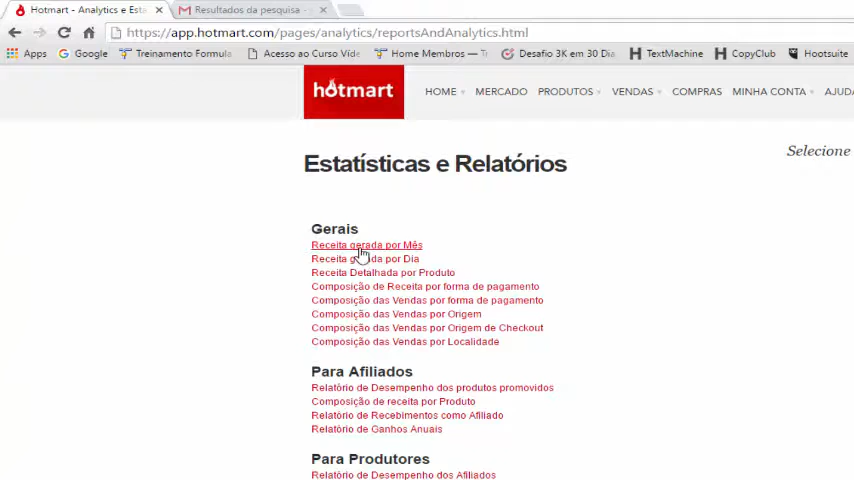 Hotmart - Analytics e Esta
Resultados da pesquisa -
https://app.hotmart.com/pages/analytics/reportsAndAnalytics.html
Apps Google Treinamento Formula Acesso ao Curso Víde Home Membros — Tr Desafio 3K em 30 Dia TextMachine CopyClub Hootsuite
hotmart HOME MERCADO PRODUTOS VENDAS COMPRAS MINHA CONTA AJUDA
Selecione
Estatísticas e Relatórios
Gerais
Receita gerada por Mês
Receita gerada por Dia
Receita Detalhada por Produto
Composição de Receita por forma de pagamento
Composição das Vendas por forma de pagamento
Composição das Vendas por Origem
Composição das Vendas por Origem de Checkout
Composição das Vendas por Localidade
Para Afiliados
Relatório de Desempenho dos produtos promovidos
Composição de receita por Produto
Relatório de Recebimentos como Afiliado
Relatório de Ganhos Anuais
Para Produtores
Relatório de Desempenho dos Afiliados